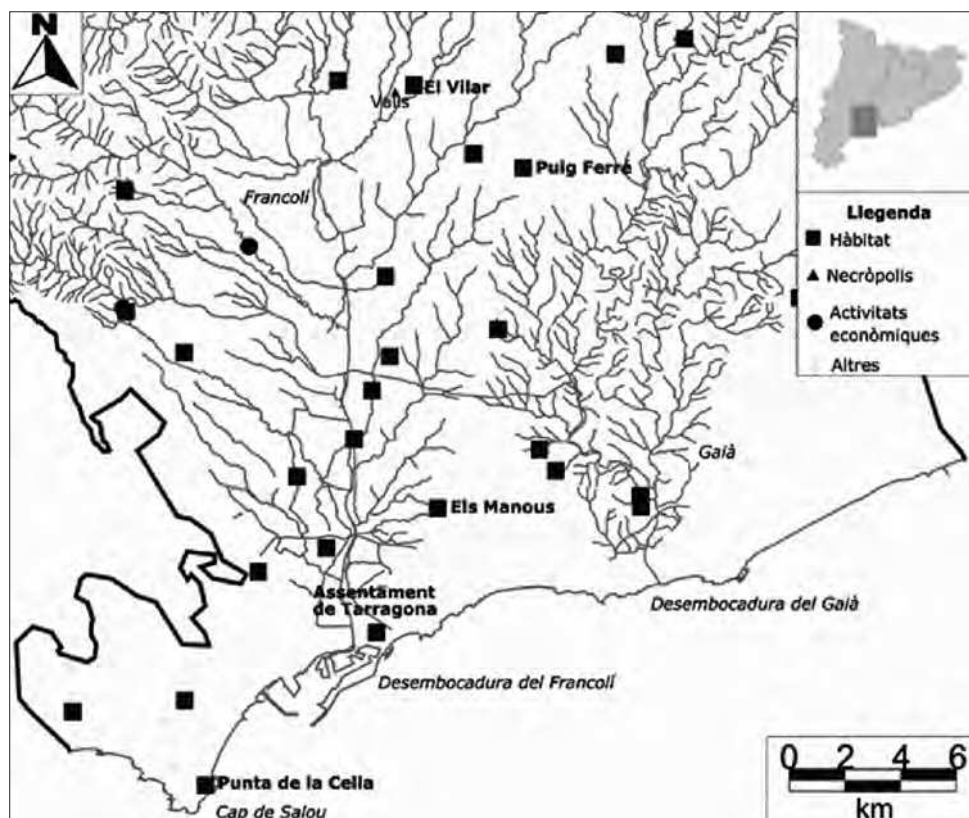 N
El Vilar
Valls
Puig Ferré
Francolí
Llegenda
Hàbitat
Necròpolis
Activitats
econòmiques
Altres
Gaià
Els Manous
Assentament
de Tarragona
Desembocadura del Gaià
Desembocadura del Francolí
Punta de la Cella
Cap de Salou
0 2 4 6
km